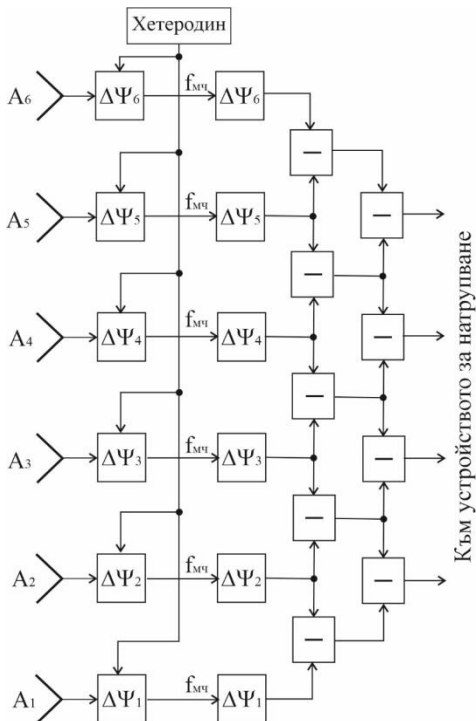 Хетеродин
A₆ ΔΨ₆ fмч ΔΨ₆
−
−
A₅ ΔΨ₅ fмч ΔΨ₅
−
A₄ ΔΨ₄ fмч ΔΨ₄
−
−
A₃ ΔΨ₃ fмч ΔΨ₃
−
−
A₂ ΔΨ₂ fмч ΔΨ₂
−
−
A₁ ΔΨ₁ fмч ΔΨ₁
Към устройството за натрупване